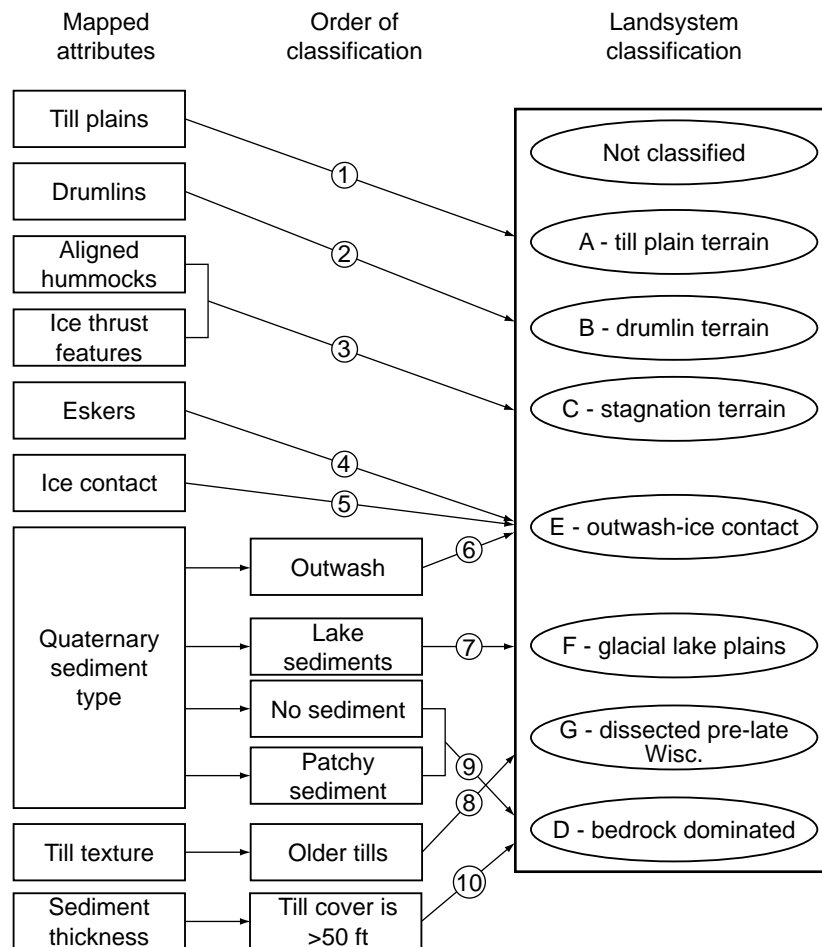 Mapped
attributes
Order of
classification
Landsystem
classification
Till plains
Drumlins
Aligned
hummocks
Ice thrust
features
Eskers
Ice contact
Quaternary
sediment
type
Till texture
Sediment
thickness
Outwash
Lake
sediments
No sediment
Patchy
sediment
Older tills
Till cover is
>50 ft
1
2
3
4
5
6
7
9
8
10
Not classified
A - till plain terrain
B - drumlin terrain
C - stagnation terrain
E - outwash-ice contact
F - glacial lake plains
G - dissected pre-late
Wisc.
D - bedrock dominated